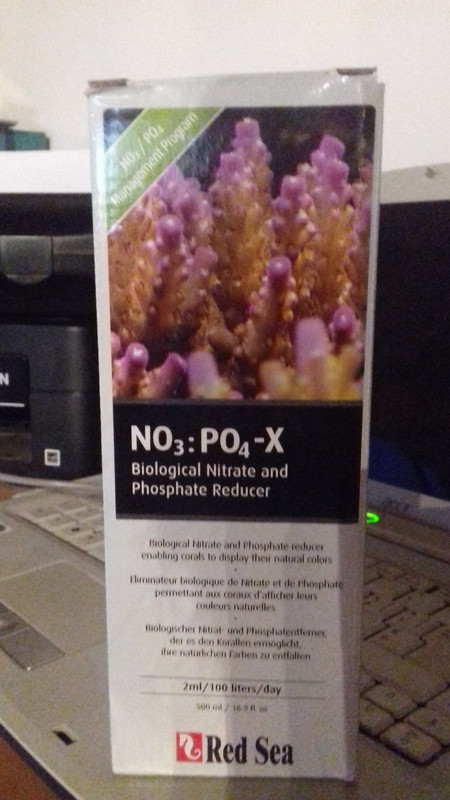 NO₃ / PO₄
Management Program
NO₃:PO₄-X
Biological Nitrate and
Phosphate Reducer
Biological Nitrate and Phosphate reducer
enabling corals to display their natural colors
Eliminateur biologique de Nitrate et de Phosphate
permettant aux coraux d'afficher leurs
couleurs naturelles
Biologischer Nitrat- und Phosphatentferner,
der es den Korallen ermöglicht,
ihre natürlichen Farben zu entfalten
2ml/100 liters/day
500 ml / 16.9 fl oz
Red Sea
N
acer